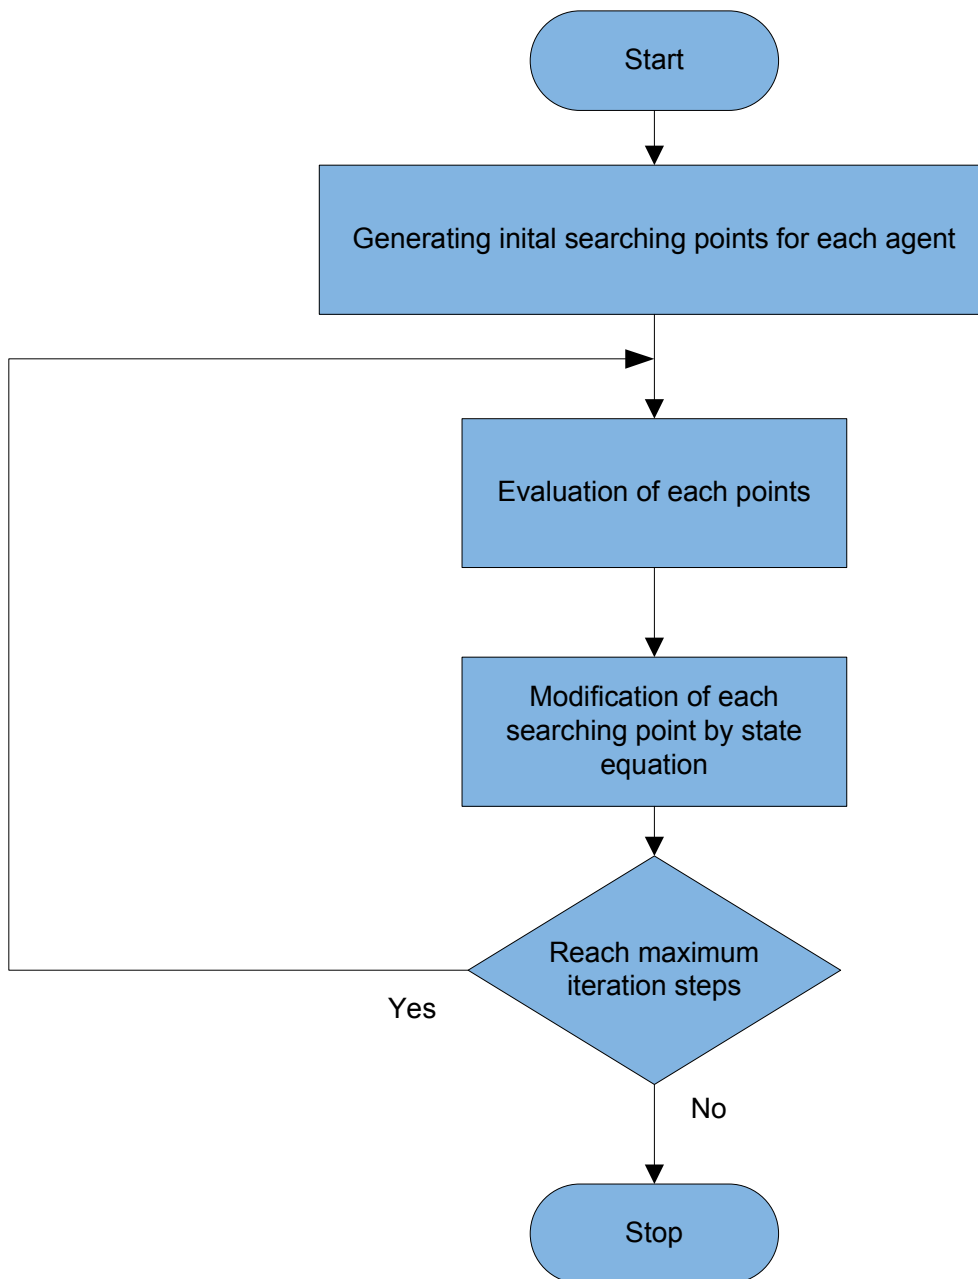 Start
Generating inital searching points for each agent
Evaluation of each points
Modification of each
searching point by state
equation
Reach maximum
iteration steps
Yes
No
Stop